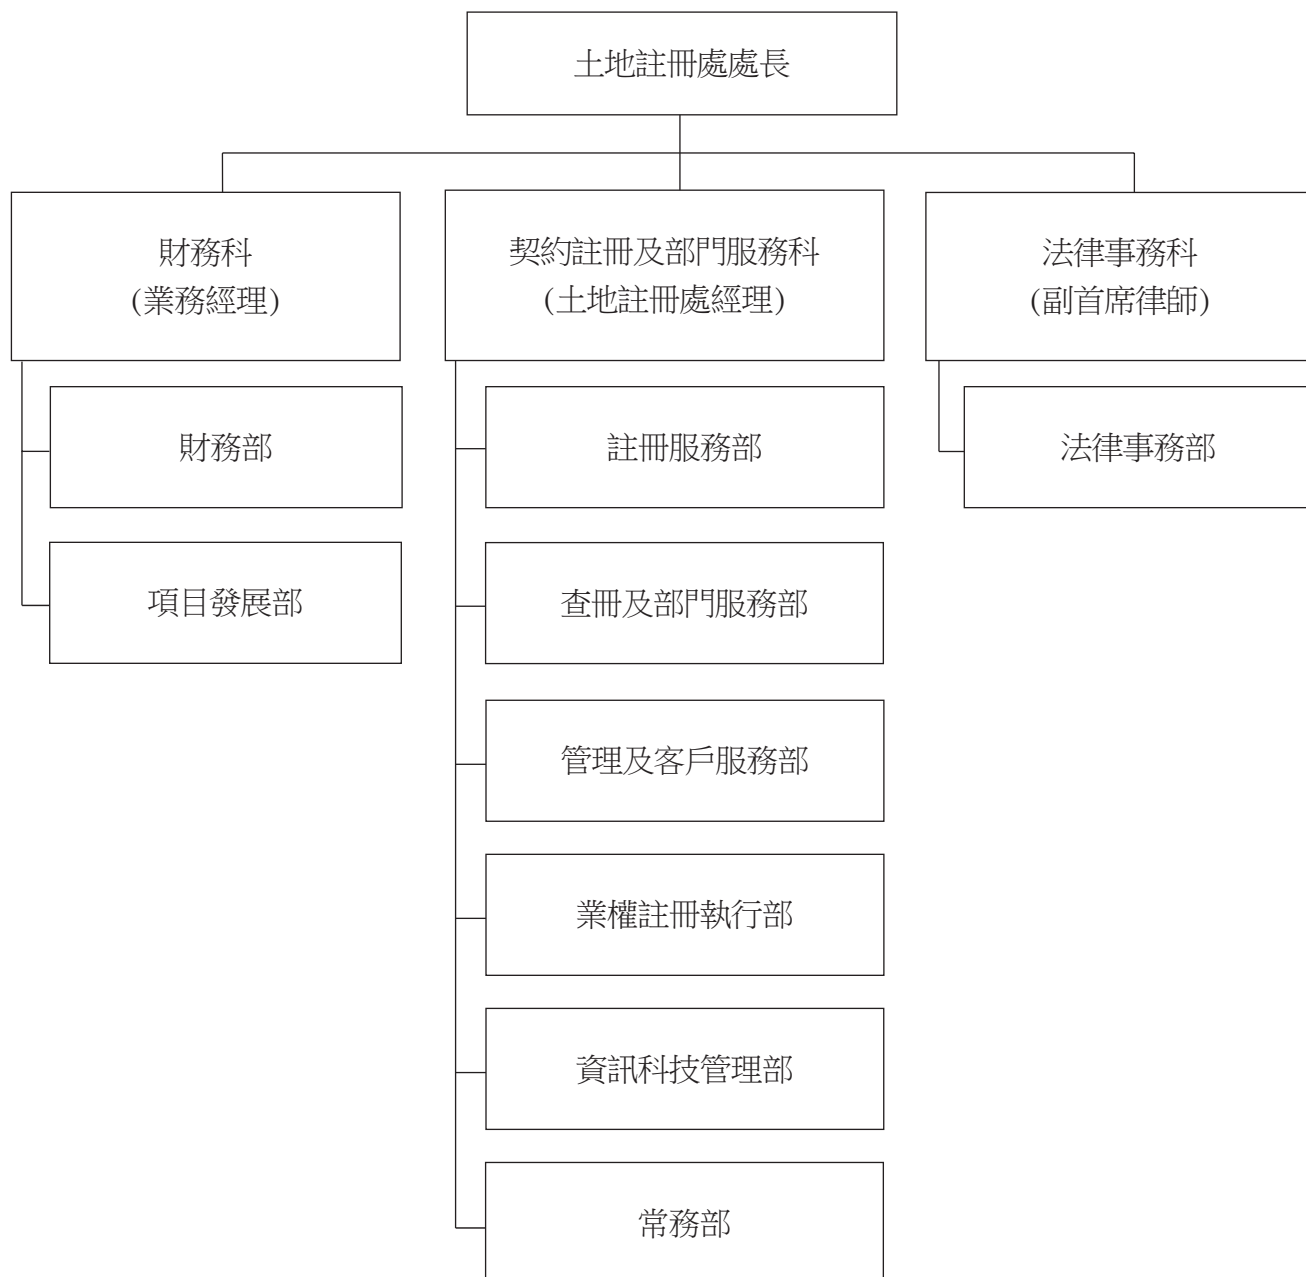 土地註冊處處長
財務科
(業務經理)
契約註冊及部門服務科
(土地註冊處經理)
法律事務科
(副首席律師)
財務部
項目發展部
註冊服務部
查冊及部門服務部
管理及客戶服務部
業權註冊執行部
資訊科技管理部
常務部
法律事務部